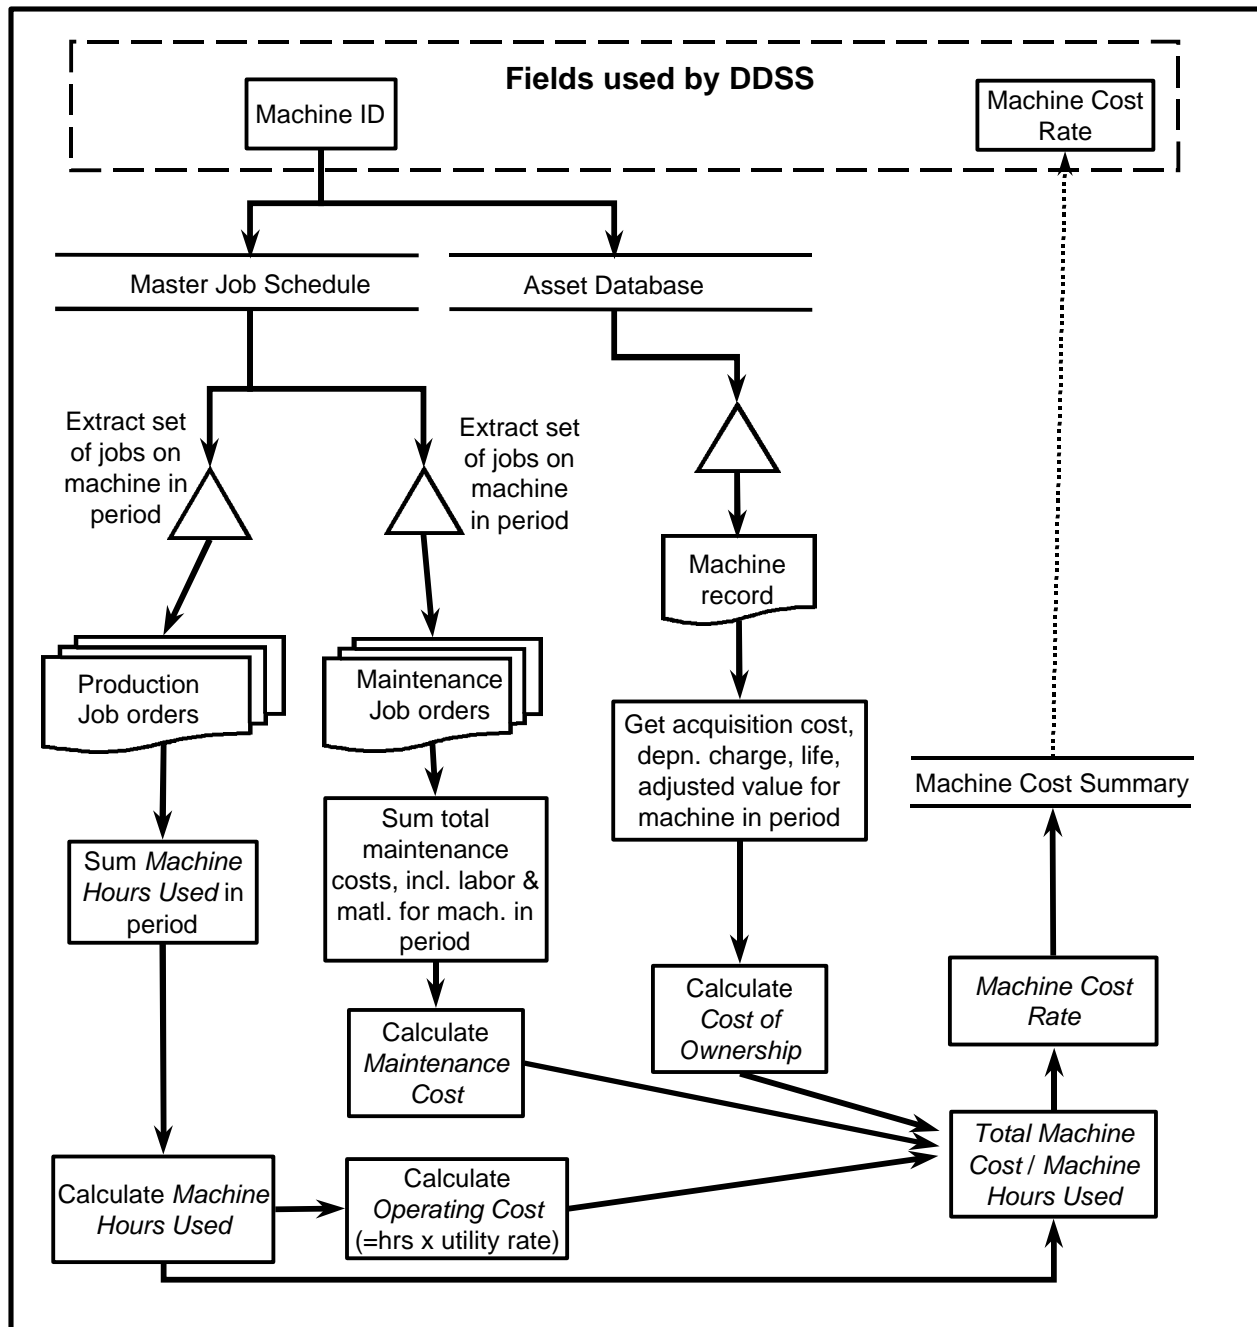 Fields used by DDSS
Machine ID
Machine Cost
Rate
Master Job Schedule
Asset Database
Extract set
of jobs on
machine in
period
Extract set
of jobs on
machine
in period
Machine
record
Production
Job orders
Maintenance
Job orders
Get acquisition cost,
depn. charge, life,
adjusted value for
machine in period
Machine Cost Summary
Sum Machine
Hours Used in
period
Sum total
maintenance
costs, incl. labor &
matl. for mach. in
period
Calculate
Cost of
Ownership
Machine Cost
Rate
Calculate
Maintenance
Cost
Total Machine
Cost / Machine
Hours Used
Calculate Machine
Hours Used
Calculate
Operating Cost
(=hrs x utility rate)